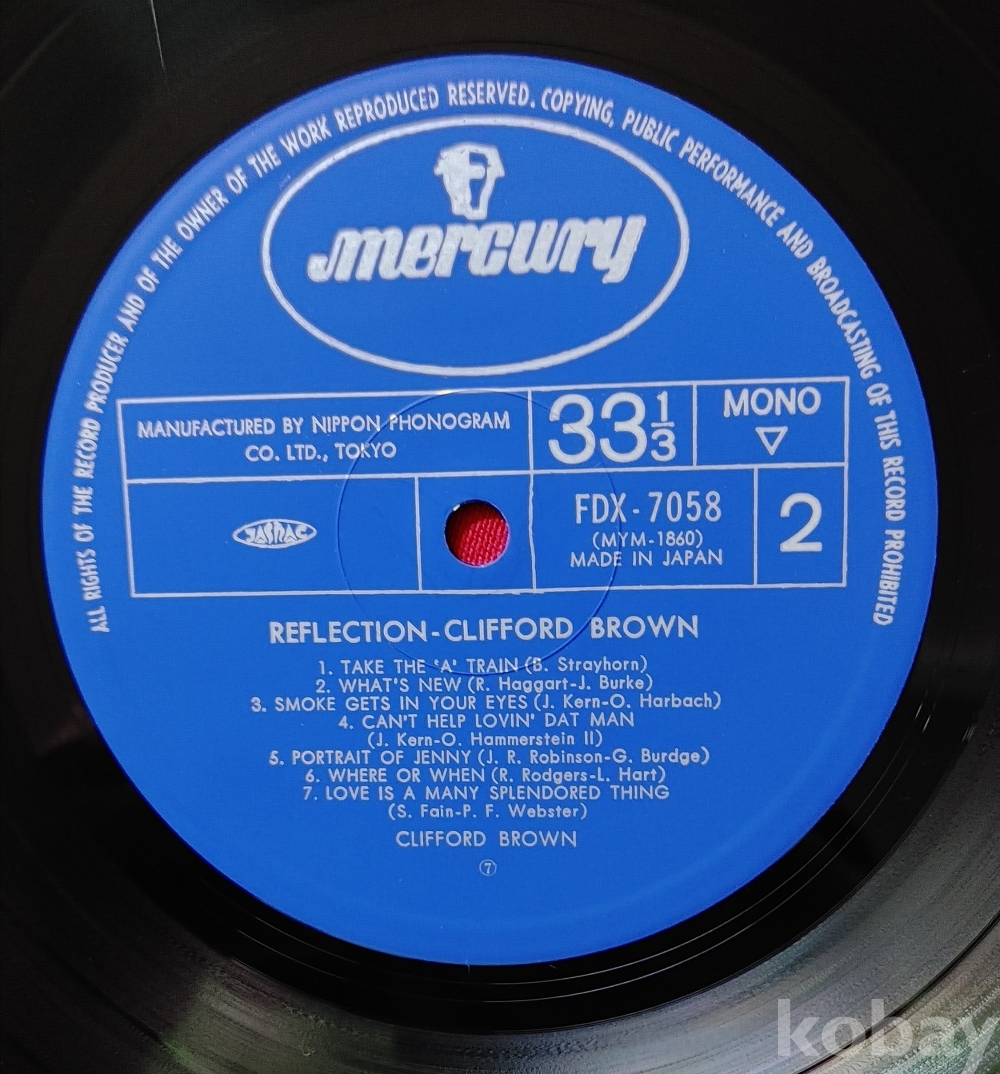 ALL RIGHTS OF THE RECORD PRODUCER AND OF THE OWNER OF THE WORK REPRODUCED RESERVED. COPYING, PUBLIC PERFORMANCE AND BROADCASTING OF THIS RECORD PROHIBITED
mercury
MANUFACTURED BY NIPPON PHONOGRAM
CO. LTD., TOKYO
33 1/3
MONO
▽
JASRAC
FDX-7058
(MYM-1860)
MADE IN JAPAN
2
REFLECTION-CLIFFORD BROWN
1. TAKE THE 'A' TRAIN (B. Strayhorn)
2. WHAT'S NEW (R. Haggart-J. Burke)
3. SMOKE GETS IN YOUR EYES (J. Kern-O. Harbach)
4. CAN'T HELP LOVIN' DAT MAN
(J. Kern-O. Hammerstein II)
5. PORTRAIT OF JENNY (J. R. Robinson-G. Burdge)
6. WHERE OR WHEN (R. Rodgers-L. Hart)
7. LOVE IS A MANY SPLENDORED THING
(S. Fain-P. F. Webster)
CLIFFORD BROWN
⑦
kobay